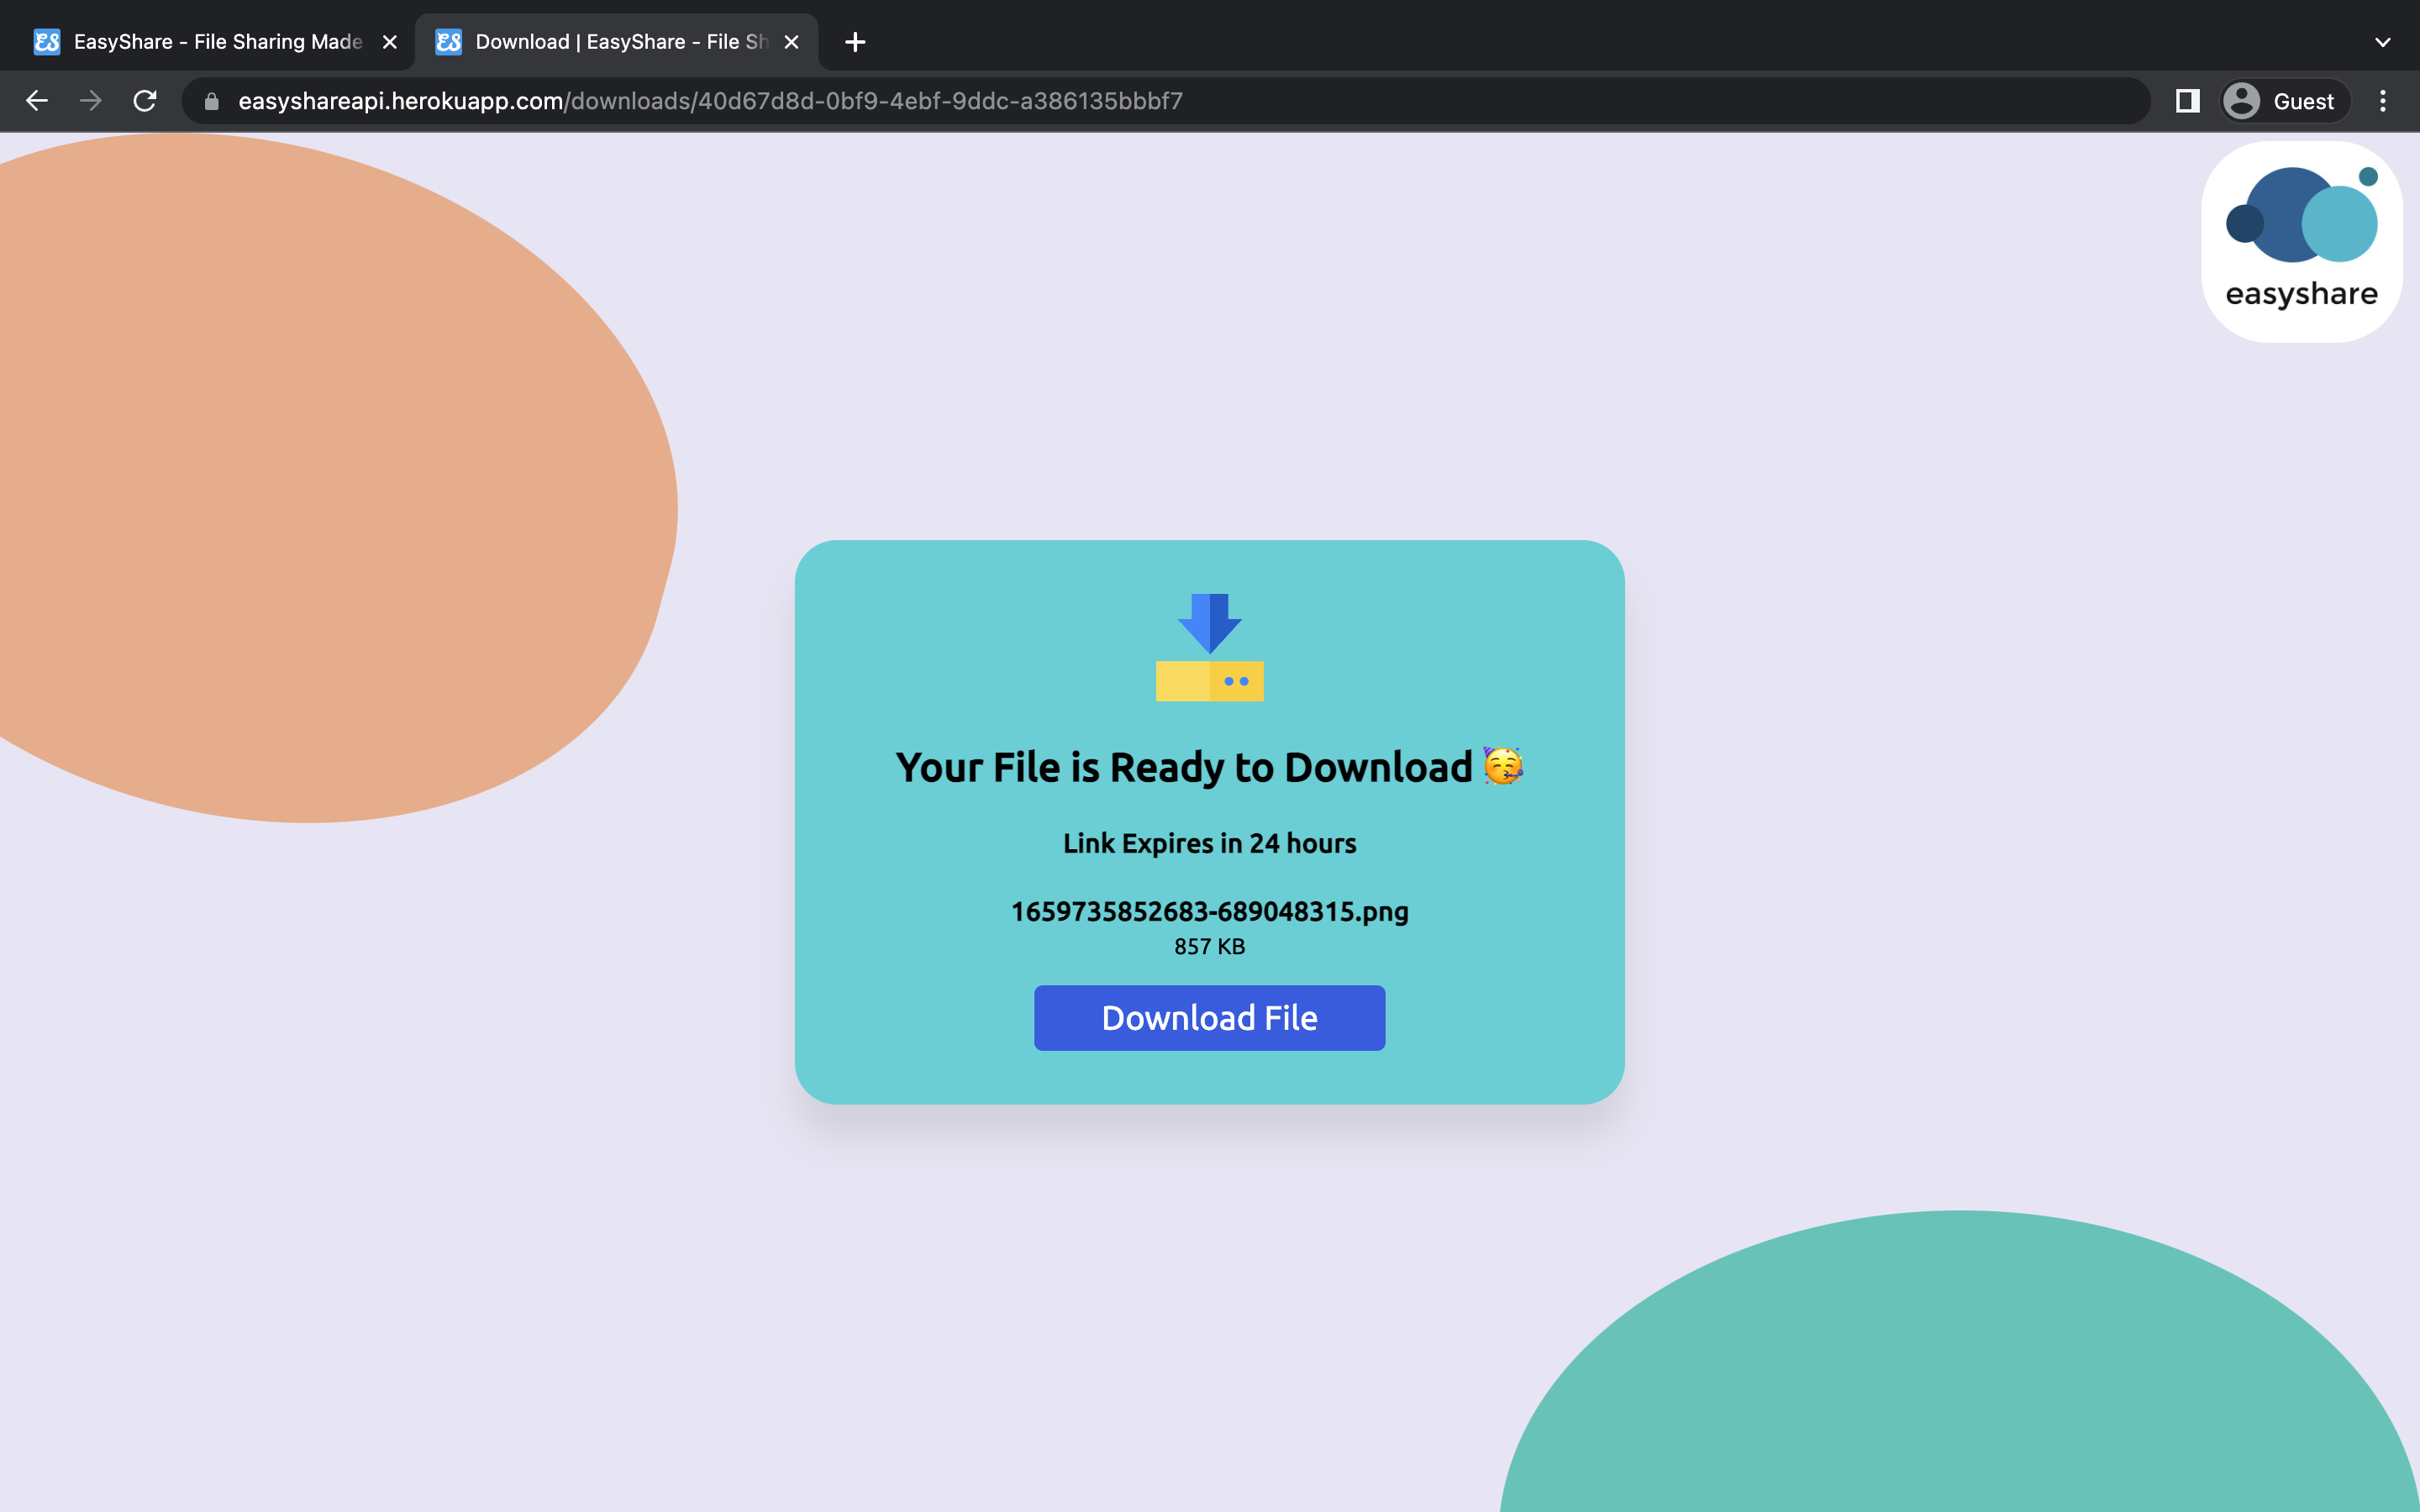 EasyShare - File Sharing Made
Download | EasyShare - File Sh
easyshareapi.herokuapp.com/downloads/40d67d8d-0bf9-4ebf-9ddc-a386135bbbf7
Guest
easyshare
Your File is Ready to Download 🥳
Link Expires in 24 hours
1659735852683-689048315.png
857 KB
Download File